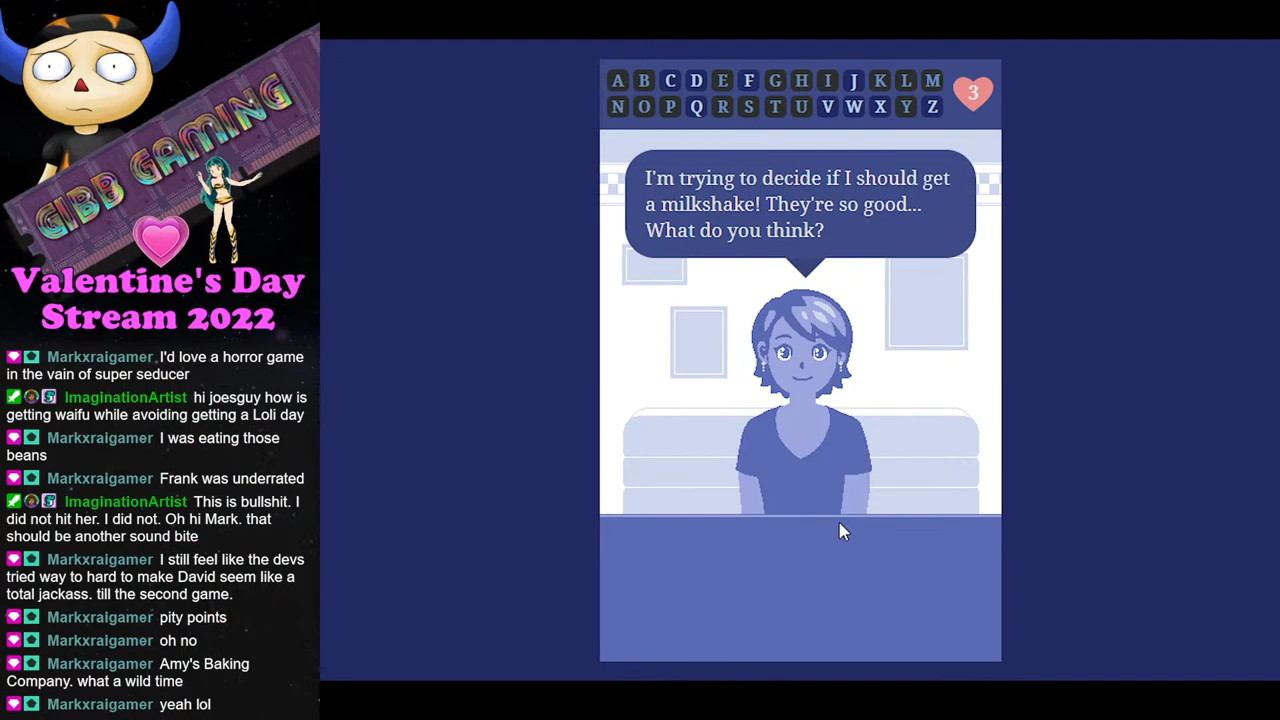 GIBB GAMING
Valentine's Day
Stream 2022
Markxraigamer I'd love a horror game
in the vain of super seducer
ImaginationArtist hi joesguy how is
getting waifu while avoiding getting a Loli day
Markxraigamer I was eating those
beans
Markxraigamer Frank was underrated
ImaginationArtist This is bullshit. I
did not hit her. I did not. Oh hi Mark. that
should be another sound bite
Markxraigamer I still feel like the devs
tried way to hard to make David seem like a
total jackass. till the second game.
Markxraigamer pity points
Markxraigamer oh no
Markxraigamer Amy's Baking
Company. what a wild time
Markxraigamer yeah lol
A B C D E F G H I J K L M
N O P Q R S T U V W X Y Z
3
I'm trying to decide if I should get
a milkshake! They're so good...
What do you think?